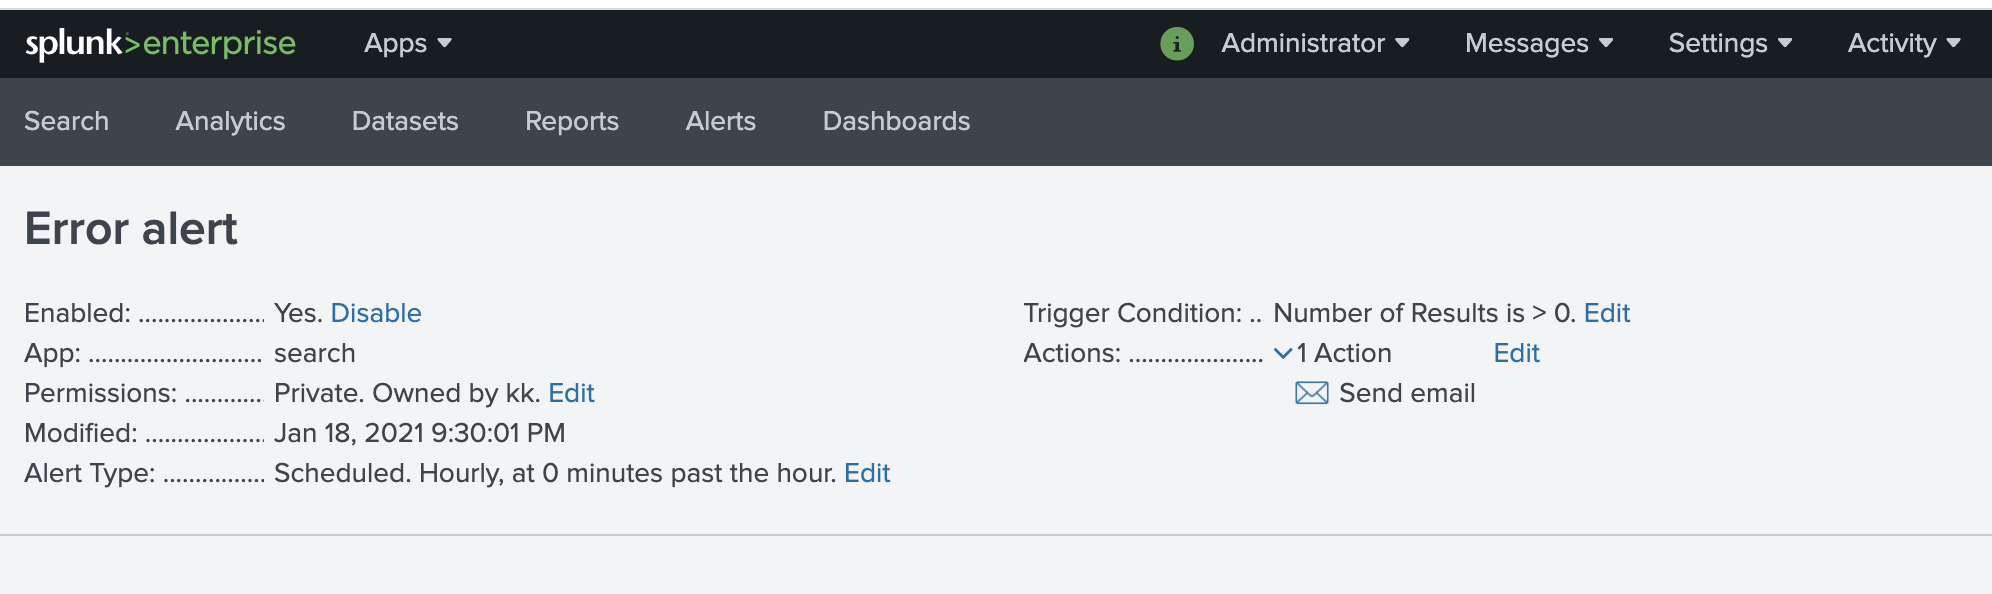 splunk>enterprise Apps Administrator Messages Settings Activity
Search Analytics Datasets Reports Alerts Dashboards
Error alert
Enabled: .................... Yes. Disable
App: ........................... search
Permissions: ............ Private. Owned by kk. Edit
Modified: ................... Jan 18, 2021 9:30:01 PM
Alert Type: ................ Scheduled. Hourly, at 0 minutes past the hour. Edit
Trigger Condition: .. Number of Results is > 0. Edit
Actions: ..................... 1 Action Edit
Send email